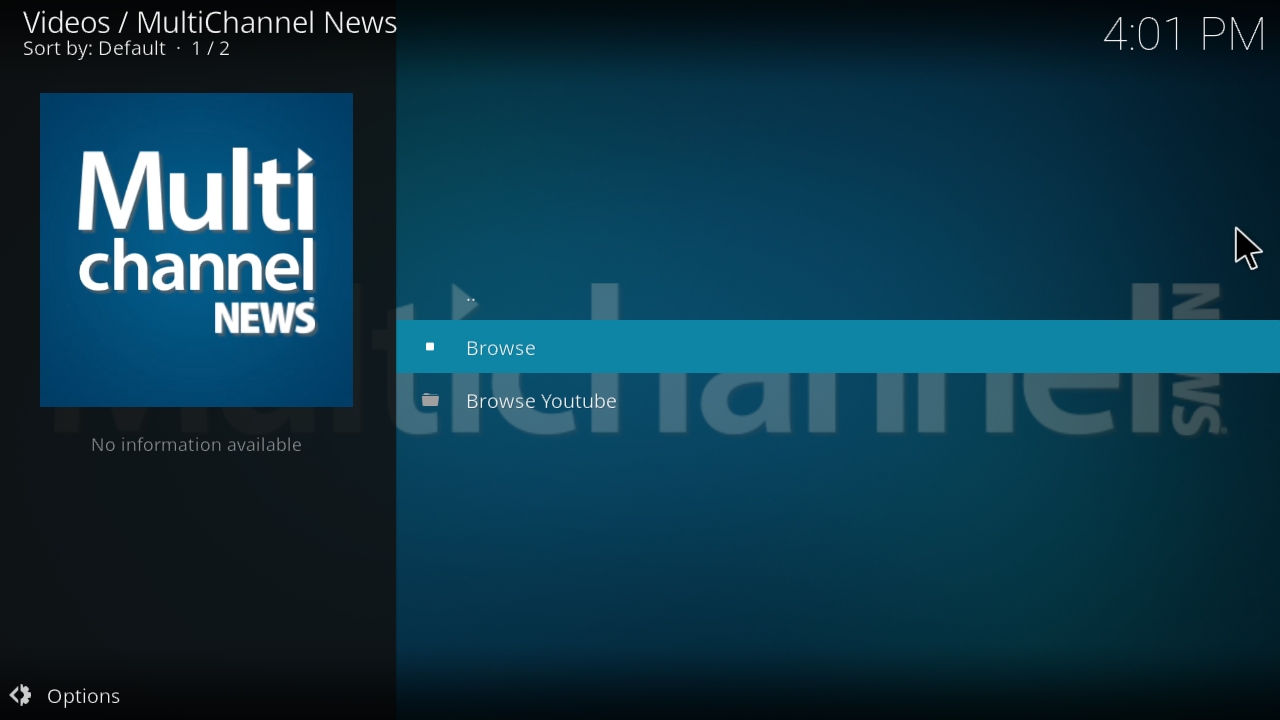 Videos / MultiChannel News
Sort by: Default · 1 / 2
4:01 PM
Multi
channel
NEWS
No information available
..
Browse
Browse Youtube
Multichannel NEWS
Options